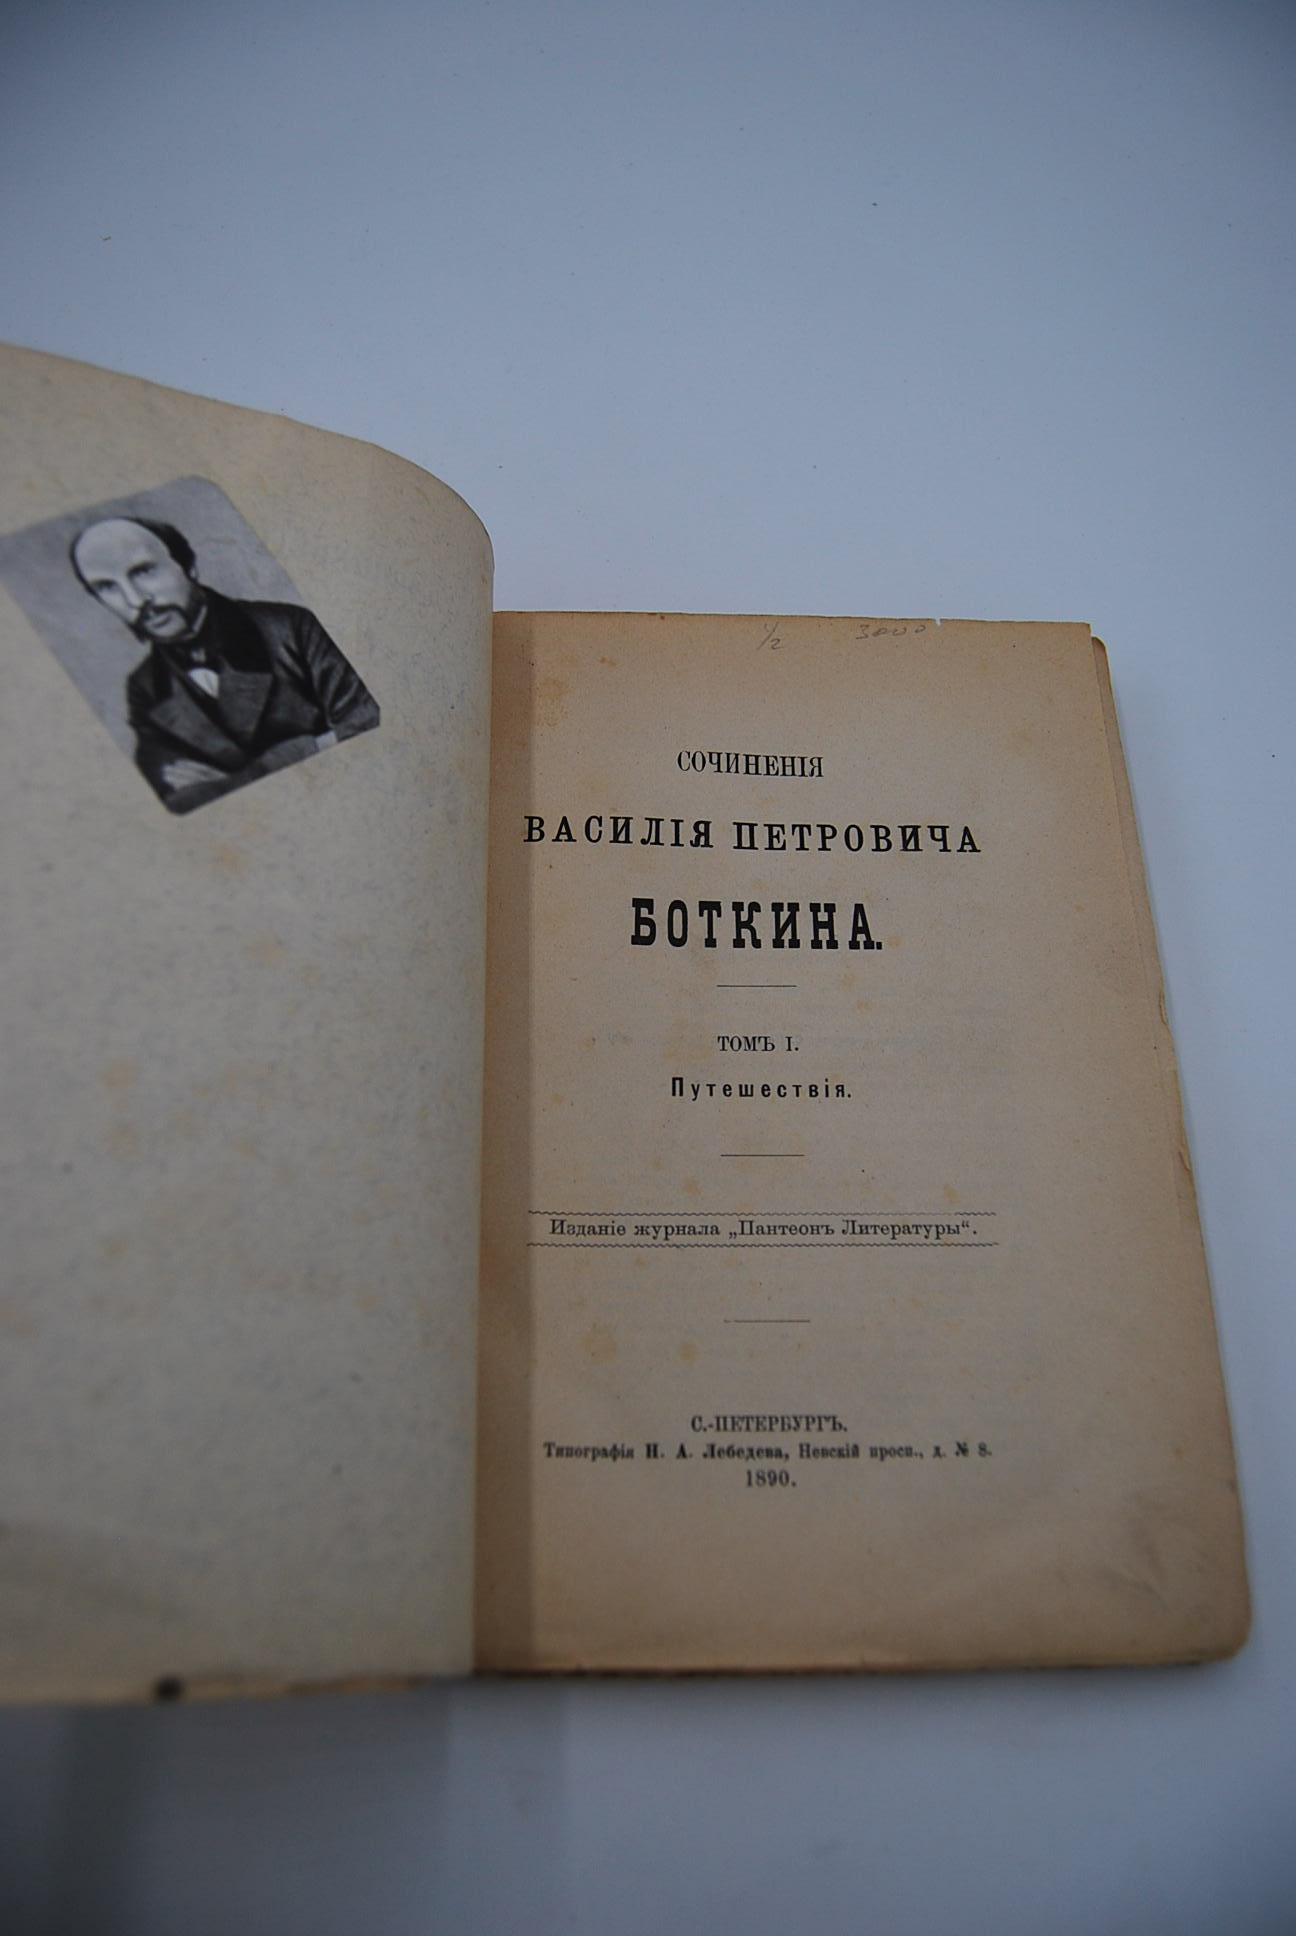 1/2 3000
СОЧИНЕНІЯ
ВАСИЛІЯ ПЕТРОВИЧА
БОТКИНА.
ТОМЪ I.
Путешествія.
Изданіе журнала „Пантеонъ Литературы“.
С.-ПЕТЕРБУРГЪ.
Типографія Н. А. Лебедева, Невскій просп., д. № 8.
1890.